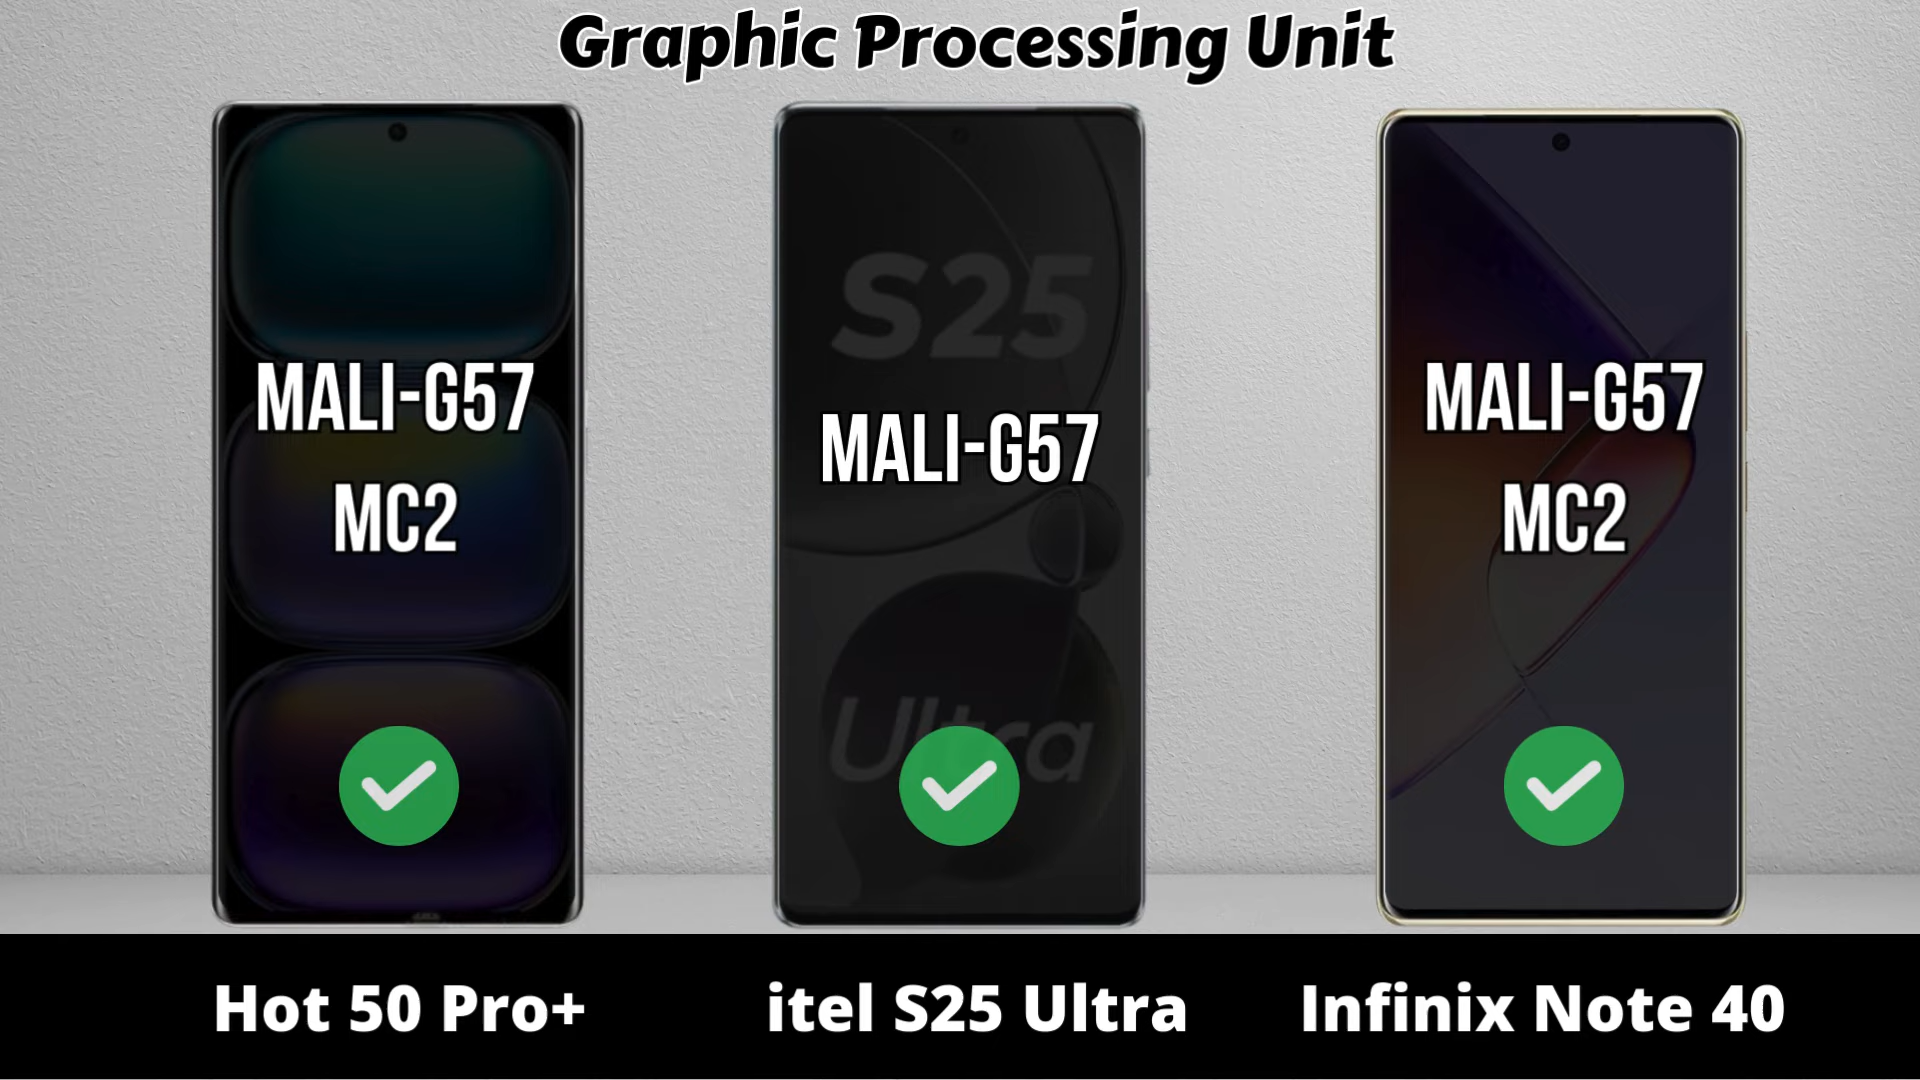 Graphic Processing Unit
MALI-G57
MC2
S25
MALI-G57
Ultra
MALI-G57
MC2
Hot 50 Pro+
itel S25 Ultra
Infinix Note 40